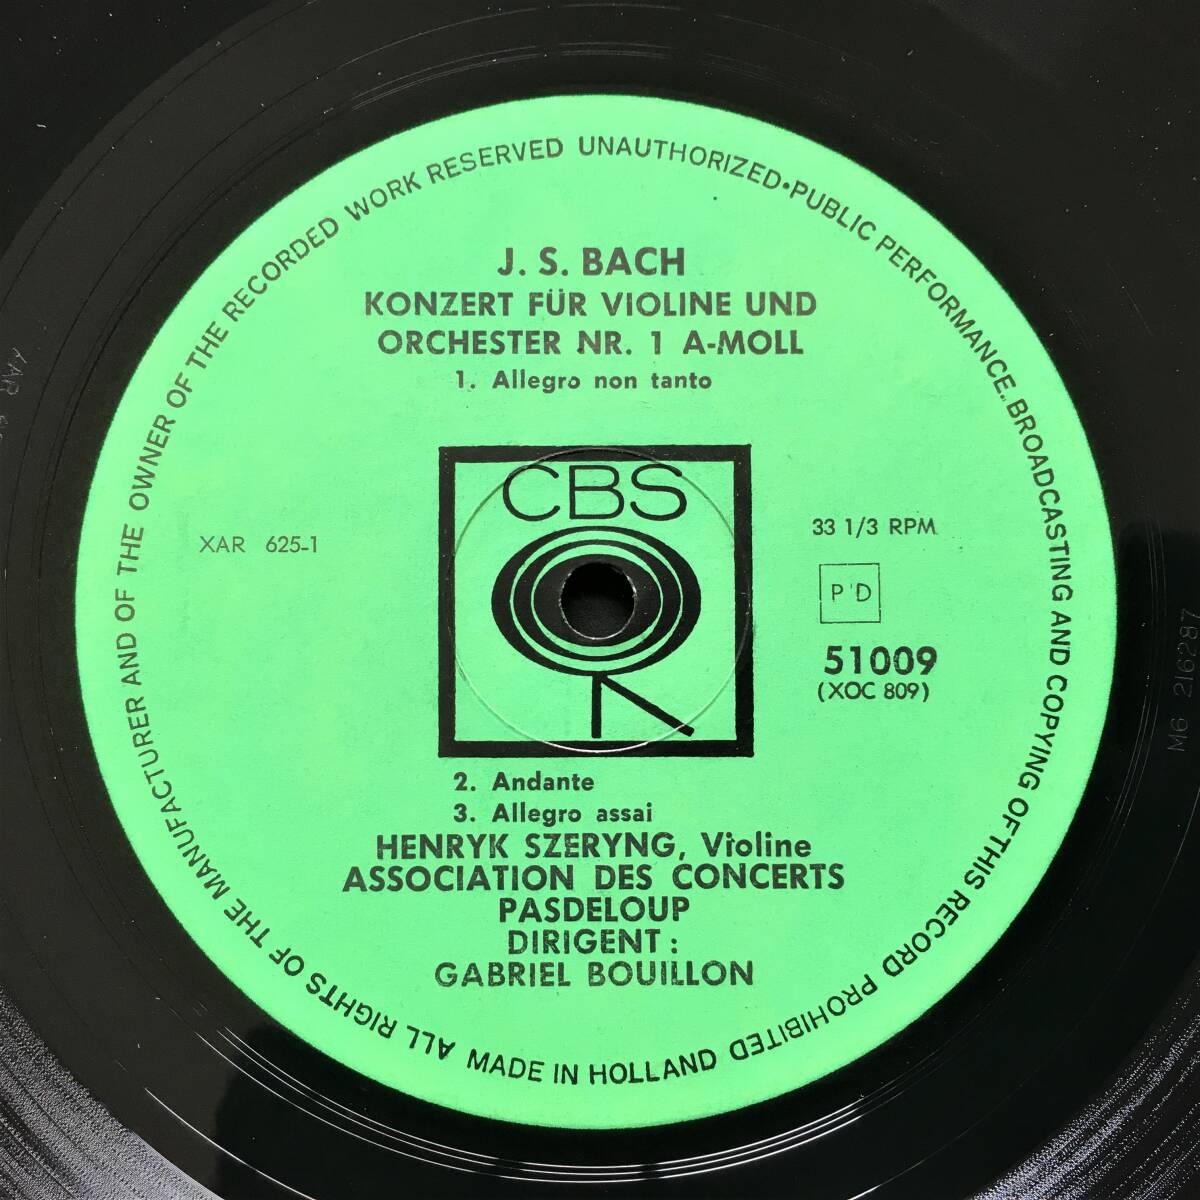 ALL RIGHTS OF THE MANUFACTURER AND OF THE OWNER OF THE RECORDED WORK RESERVED UNAUTHORIZED•PUBLIC PERFORMANCE. BROADCASTING AND COPYING OF THIS RECORD PROHIBITED
J. S. BACH
KONZERT FÜR VIOLINE UND
ORCHESTER NR. 1 A-MOLL
1. Allegro non tanto
CBS
XAR 625-1
33 1/3 RPM
P'D
51009
(XOC 809)
2. Andante
3. Allegro assai
HENRYK SZERYNG, Violine
ASSOCIATION DES CONCERTS
PASDELOUP
DIRIGENT :
GABRIEL BOUILLON
MADE IN HOLLAND
XAR
M6 216287